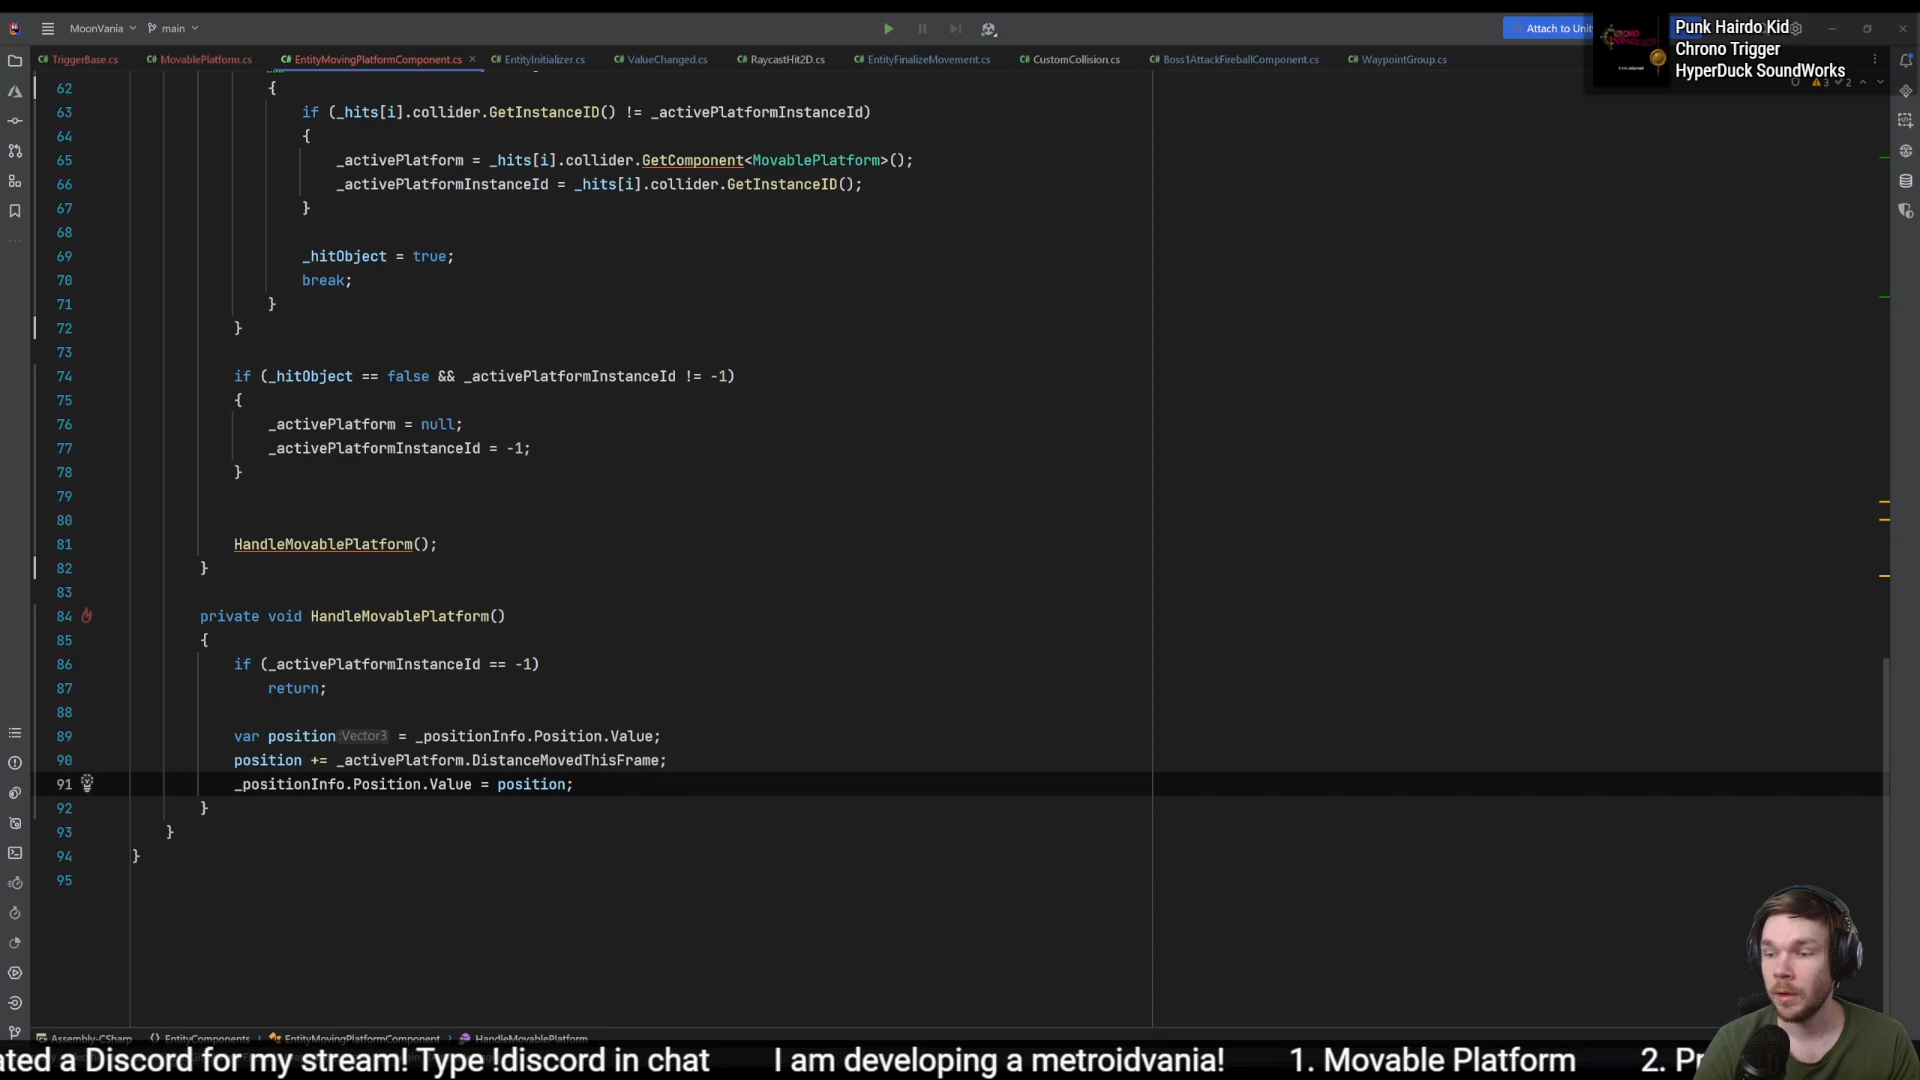 MoonVania
main
Attach to Unit
Punk Hairdo Kid
Chrono Trigger
HyperDuck SoundWorks
C# TriggerBase.cs
C# MovablePlatform.cs
C# EntityMovingPlatformComponent.cs
C# EntityInitializer.cs
C# ValueChanged.cs
C# RaycastHit2D.cs
C# EntityFinalizeMovement.cs
C# CustomCollision.cs
C# Boss1AttackFireballComponent.cs
C# WaypointGroup.cs
3 2
62 {
63 if (_hits[i].collider.GetInstanceID() != _activePlatformInstanceId)
64 {
65 _activePlatform = _hits[i].collider.GetComponent<MovablePlatform>();
66 _activePlatformInstanceId = _hits[i].collider.GetInstanceID();
67 }
68
69 _hitObject = true;
70 break;
71 }
72 }
73
74 if (_hitObject == false && _activePlatformInstanceId != -1)
75 {
76 _activePlatform = null;
77 _activePlatformInstanceId = -1;
78 }
79
80
81 HandleMovablePlatform();
82 }
83
84 private void HandleMovablePlatform()
85 {
86 if (_activePlatformInstanceId == -1)
87 return;
88
89 var position :Vector3 = _positionInfo.Position.Value;
90 position += _activePlatform.DistanceMovedThisFrame;
91 _positionInfo.Position.Value = position;
92 }
93 }
94 }
95
Assembly-CSharp EntityComponents EntityMovingPlatformComponent HandleMovablePlatform
ated a Discord for my stream! Type !discord in chat I am developing a metroidvania! 1. Movable Platform 2. Pr